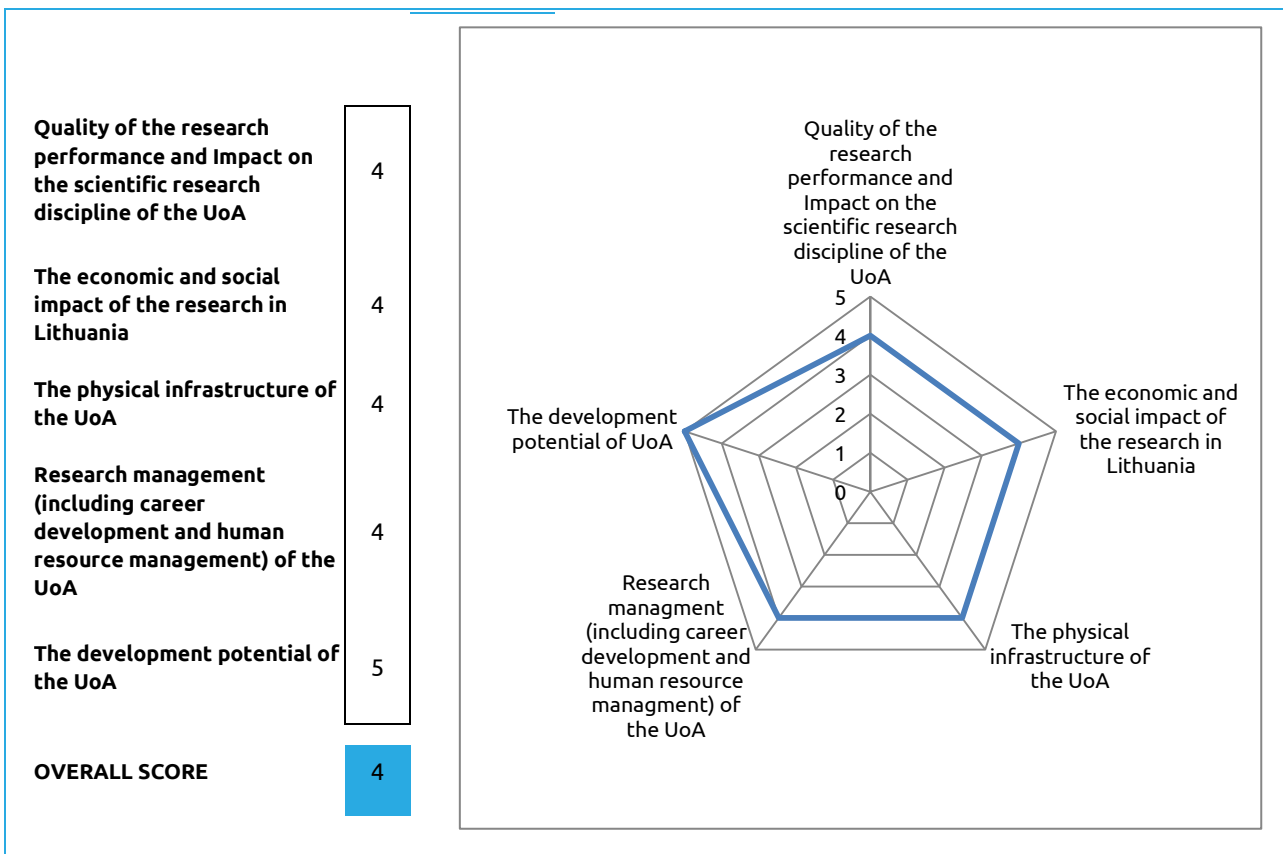 Quality of the research
performance and Impact on
the scientific research
discipline of the UoA
4
The economic and social
impact of the research in
Lithuania
4
The physical infrastructure of
the UoA
4
Research management
(including career
development and human
resource management) of the
UoA
4
The development potential of
the UoA
5
OVERALL SCORE
4
Quality of the
research
performance and
Impact on the
scientific research
discipline of the
UoA
5
4
3
2
1
0
The economic and
social impact of
the research in
Lithuania
The physical
infrastructure of
the UoA
Research
managment
(including career
development and
human resource
managment) of
the UoA
The development
potential of UoA